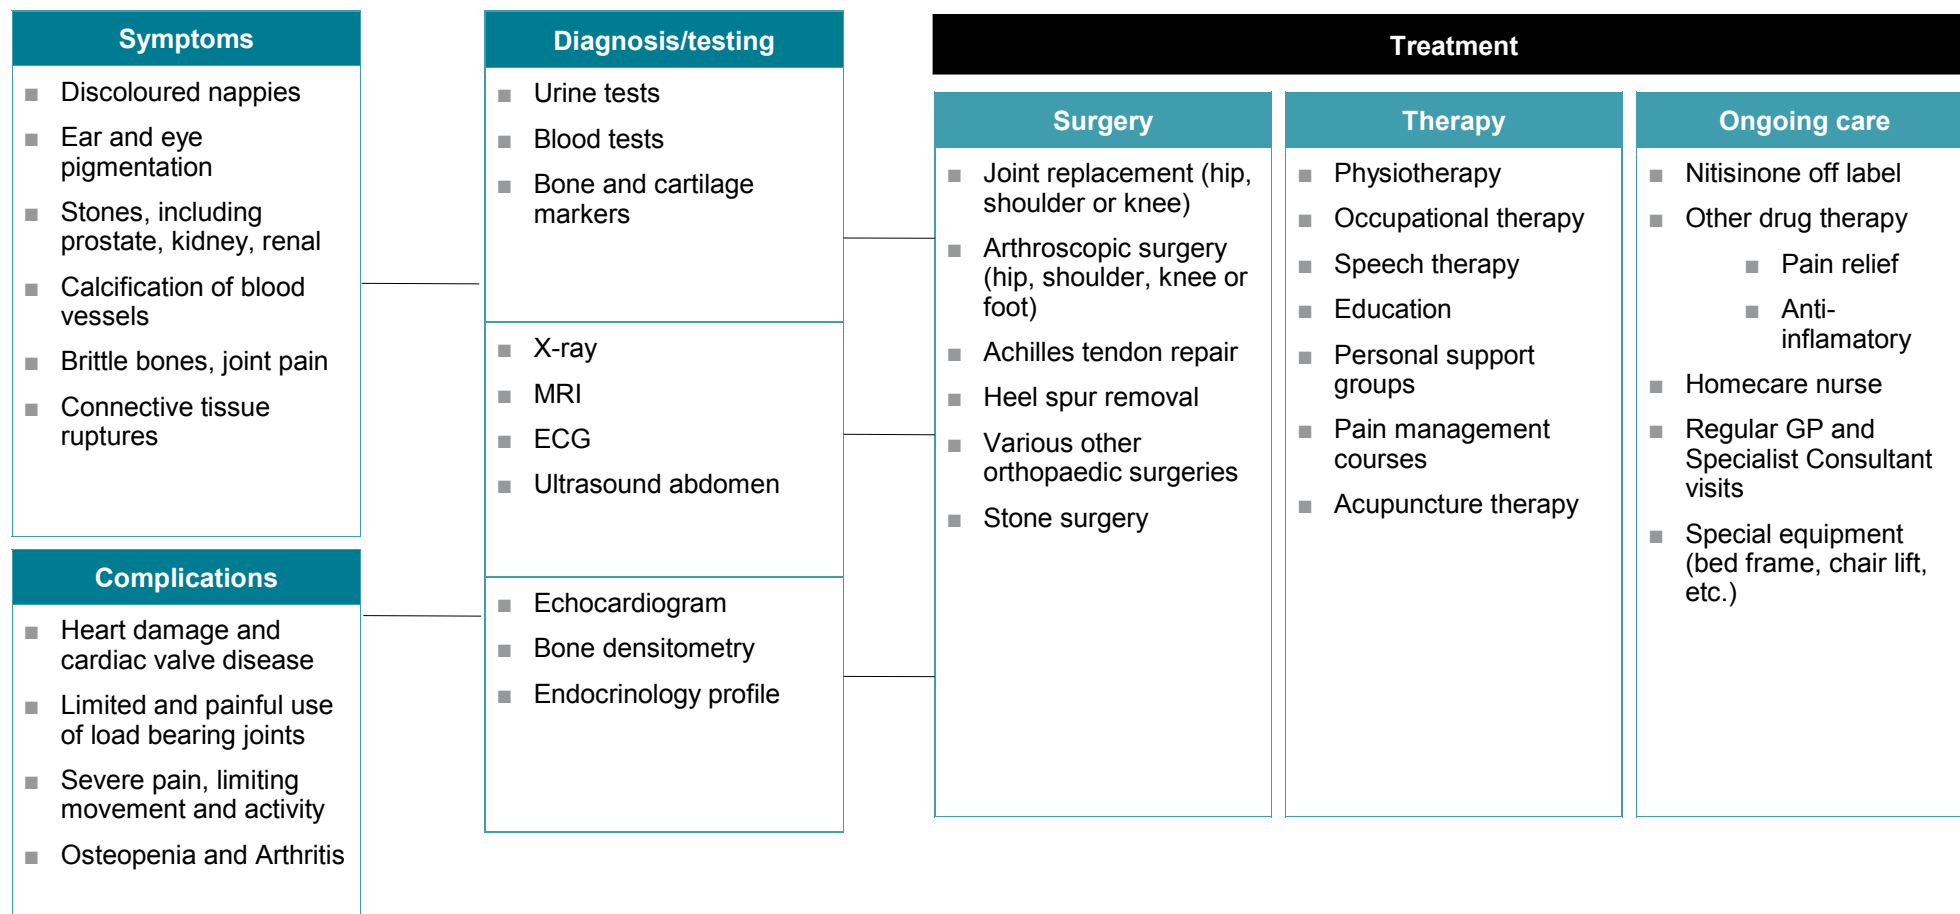 Symptoms
Discoloured nappies
Ear and eye
pigmentation
Stones, including
prostate, kidney, renal
Calcification of blood
vessels
Brittle bones, joint pain
Connective tissue
ruptures
Complications
Heart damage and
cardiac valve disease
Limited and painful use
of load bearing joints
Severe pain, limiting
movement and activity
Osteopenia and Arthritis
Diagnosis/testing
Urine tests
Blood tests
Bone and cartilage
markers
X-ray
MRI
ECG
Ultrasound abdomen
Echocardiogram
Bone densitometry
Endocrinology profile
Treatment
Surgery
Joint replacement (hip,
shoulder or knee)
Arthroscopic surgery
(hip, shoulder, knee or
foot)
Achilles tendon repair
Heel spur removal
Various other
orthopaedic surgeries
Stone surgery
Therapy
Physiotherapy
Occupational therapy
Speech therapy
Education
Personal support
groups
Pain management
courses
Acupuncture therapy
Ongoing care
Nitisinone off label
Other drug therapy
Pain relief
Anti-
inflamatory
Homecare nurse
Regular GP and
Specialist Consultant
visits
Special equipment
(bed frame, chair lift,
etc.)